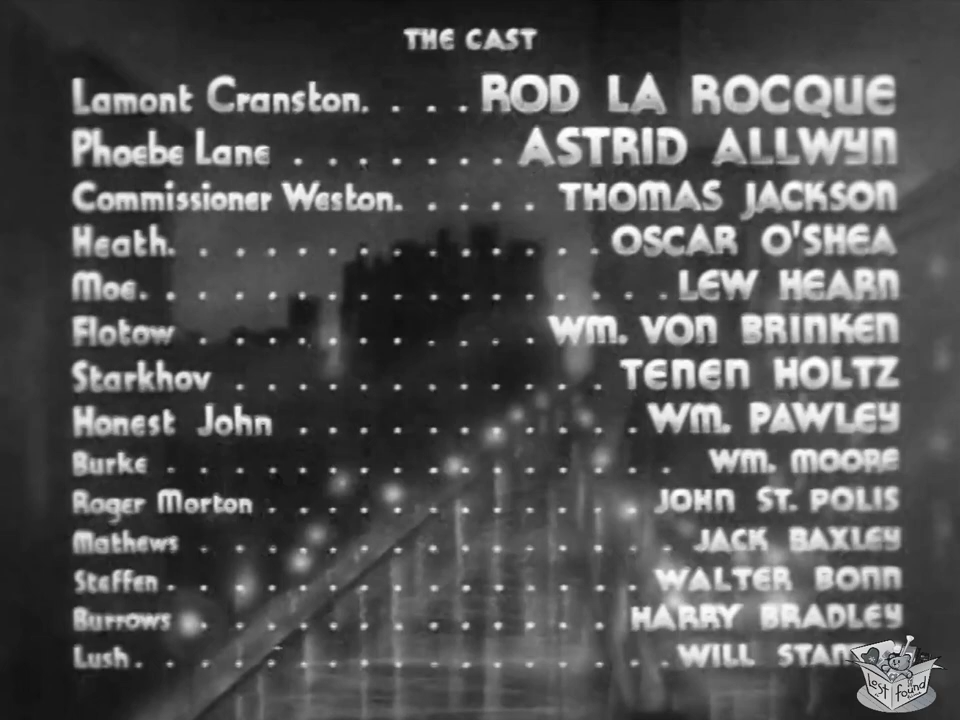 THE CAST
Lamont Cranston. . . . ROD LA ROCQUE
Phoebe Lane . . . . . . . ASTRID ALLWYN
Commissioner Weston. . . . . THOMAS JACKSON
Heath. . . . . . . . . . . . . OSCAR O'SHEA
Moe. . . . . . . . . . . . . . . LEW HEARN
Flotow . . . . . . . . . . . WM. VON BRINKEN
Starkhov . . . . . . . . . . . . TENEN HOLTZ
Honest John . . . . . . . . . . . WM. PAWLEY
Burke . . . . . . . . . . . . . . . WM. MOORE
Roger Morton . . . . . . . . . . . JOHN ST. POLIS
Mathews . . . . . . . . . . . . . JACK BAXLEY
Steffen . . . . . . . . . . . . . WALTER BONN
Burrows . . . . . . . . . . . . HARRY BRADLEY
Lush . . . . . . . . . . . . . . . WILL
Lost found